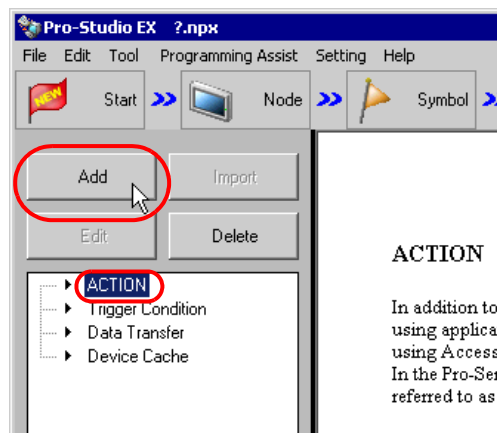 Pro-Studio EX ?.npx
File Edit Tool Programming Assist Setting Help
NEW Start Node Symbol
Add Import
Edit Delete
ACTION
Trigger Condition
Data Transfer
Device Cache
ACTION
In addition to
using applica
using Access
In the Pro-Ser
referred to as